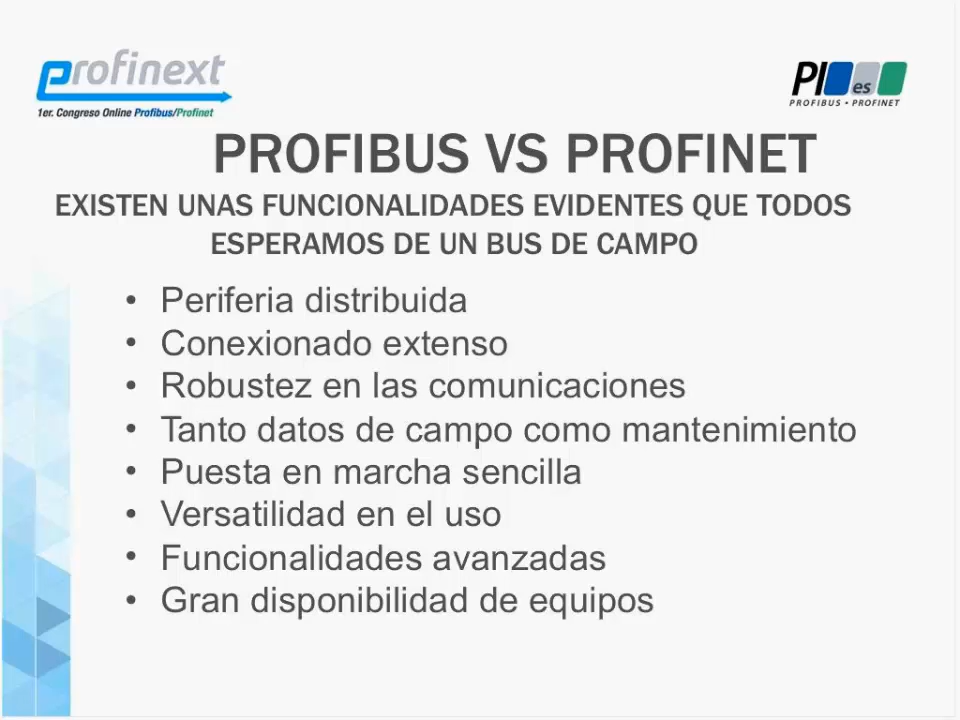 profinext
1er. Congreso Online Profibus/Profinet
PI es
PROFIBUS • PROFINET
PROFIBUS VS PROFINET
EXISTEN UNAS FUNCIONALIDADES EVIDENTES QUE TODOS
ESPERAMOS DE UN BUS DE CAMPO
• Periferia distribuida
• Conexionado extenso
• Robustez en las comunicaciones
• Tanto datos de campo como mantenimiento
• Puesta en marcha sencilla
• Versatilidad en el uso
• Funcionalidades avanzadas
• Gran disponibilidad de equipos